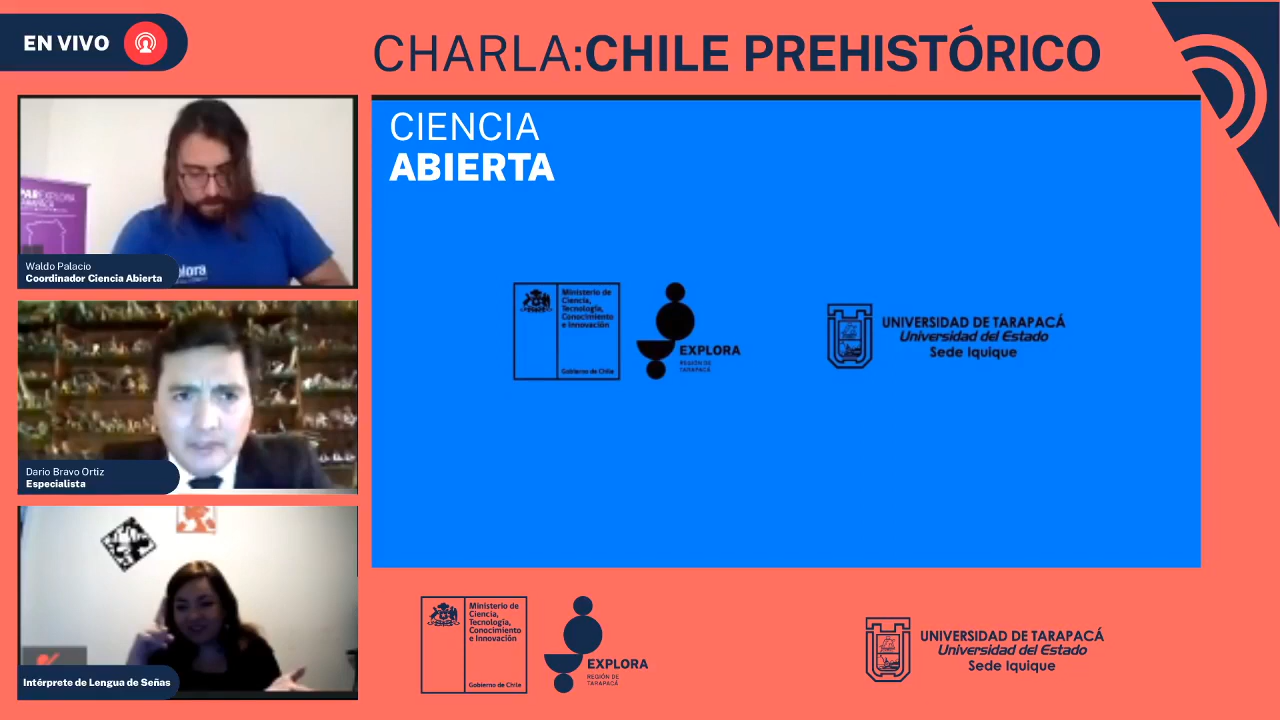 EN VIVO
CHARLA:CHILE PREHISTÓRICO
CIENCIA
ABIERTA
Waldo Palacio
Coordinador Ciencia Abierta
Ministerio de
Ciencia,
Tecnología,
Conocimiento
e Innovación
Gobierno de Chile
EXPLORA
REGIÓN DE
TARAPACÁ
UNIVERSIDAD DE TARAPACÁ
Universidad del Estado
Sede Iquique
Dario Bravo Ortiz
Especialista
Intérprete de Lengua de Señas
Ministerio de
Ciencia,
Tecnología,
Conocimiento
e Innovación
Gobierno de Chile
EXPLORA
REGIÓN DE
TARAPACÁ
UNIVERSIDAD DE TARAPACÁ
Universidad del Estado
Sede Iquique